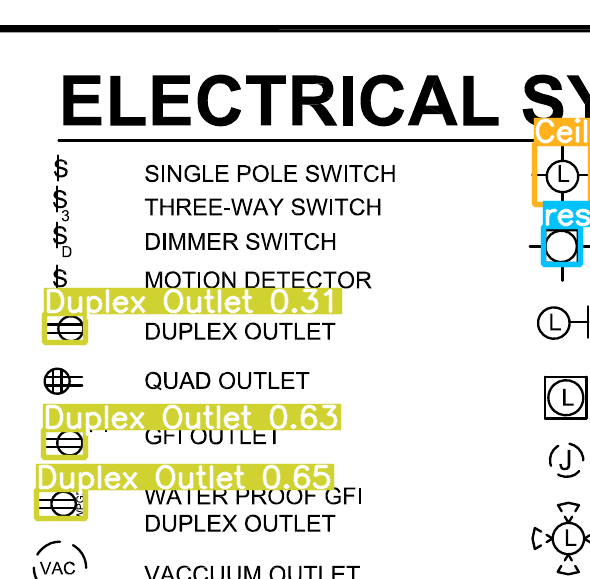 ELECTRICAL SY
Ceil
$ SINGLE POLE SWITCH
$3 THREE-WAY SWITCH
res
$D DIMMER SWITCH
$ MOTION DETECTOR
Duplex Outlet 0.31
DUPLEX OUTLET
QUAD OUTLET
Duplex Outlet 0.63
GFI OUTLET
Duplex Outlet 0.65
WATER PROOF GFI
DUPLEX OUTLET
VAC VACCUUM OUTLET
L
L
L
J
L